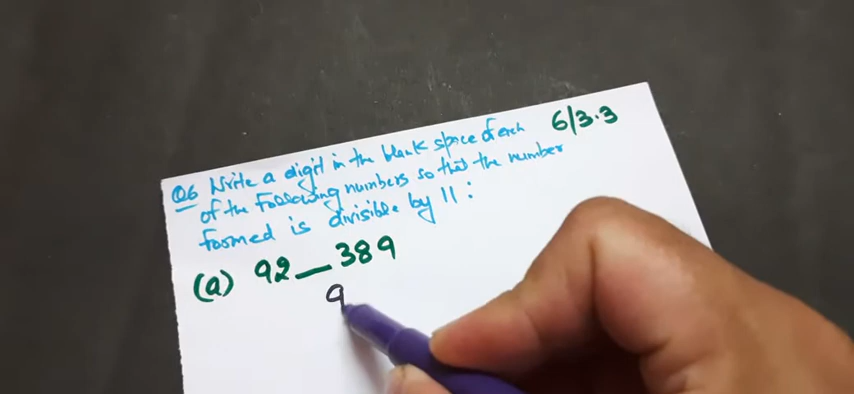 Q6 Write a digit in the blank space of each 6/3.3
of the following numbers so that the number
formed is divisible by 11 :
(a) 92__389
9